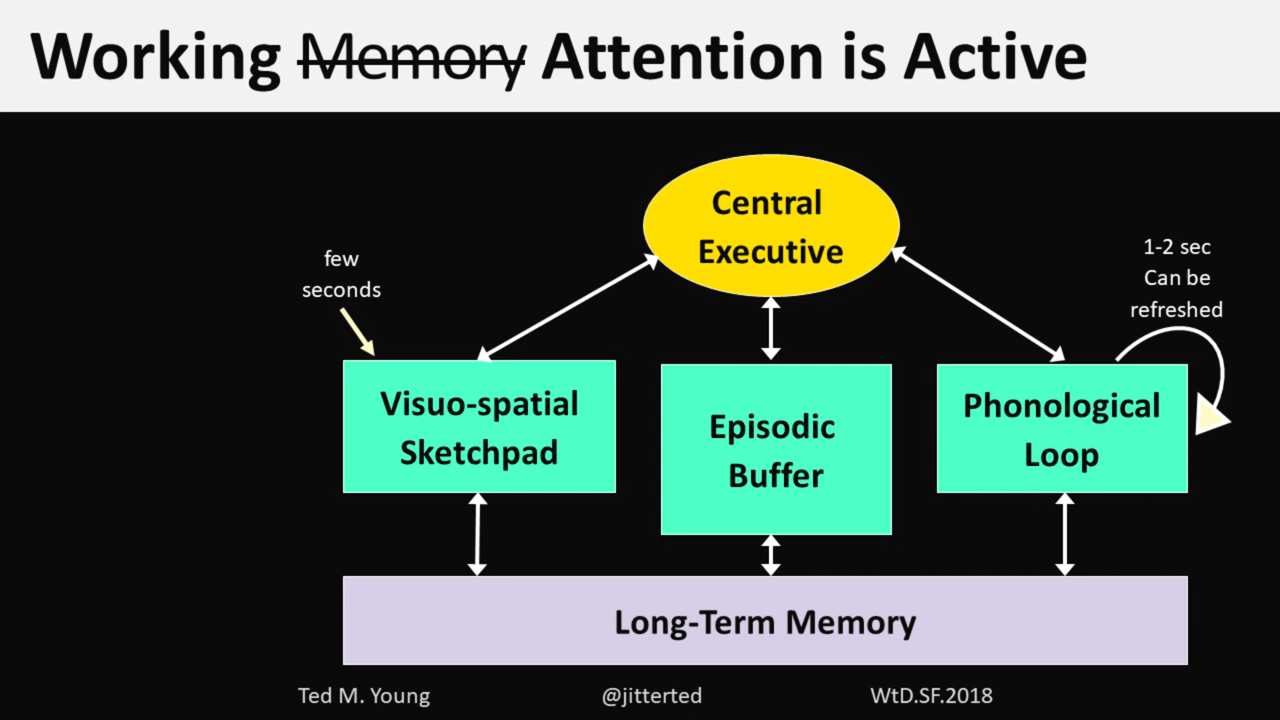 Working Memory Attention is Active
Central
Executive
few
seconds
1-2 sec
Can be
refreshed
Visuo-spatial
Sketchpad
Episodic
Buffer
Phonological
Loop
Long-Term Memory
Ted M. Young
@jitterted
WtD.SF.2018